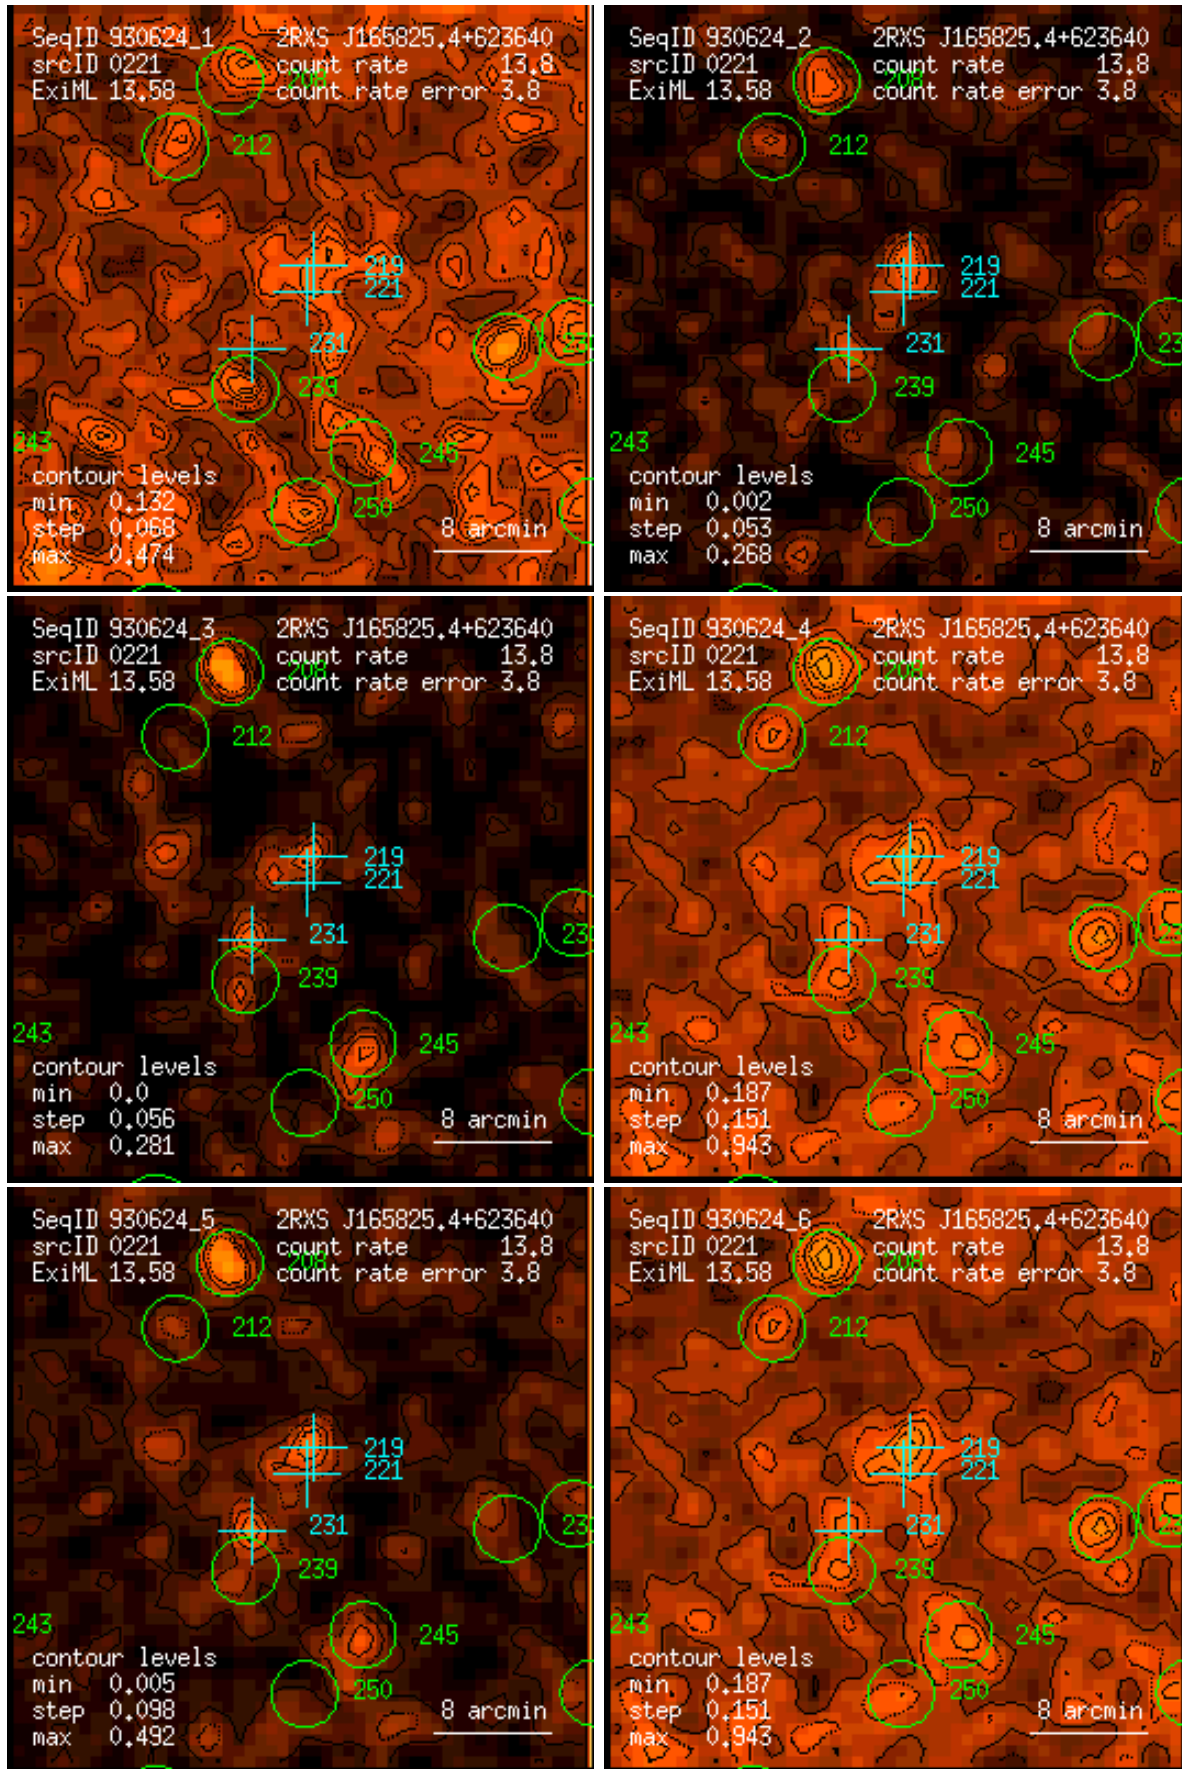 SeqID 930624_1 2RXS J165825.4+623640
srcID 0221 count rate 13.8
ExiML 13.58 count rate error 3.8
208
212
219
221
231
23
239
243
245
contour levels
min 0.132
250
step 0.068
8 arcmin
max 0.474
SeqID 930624_2 2RXS J165825.4+623640
srcID 0221 count rate 13.8
ExiML 13.58 count rate error 3.8
208
212
219
221
231
23
239
243
245
contour levels
min 0.002
250
step 0.053
8 arcmin
max 0.268
SeqID 930624_3 2RXS J165825.4+623640
srcID 0221 count rate 13.8
ExiML 13.58 count rate error 3.8
208
212
219
221
231
23
239
243
245
contour levels
min 0.0
250
step 0.056
8 arcmin
max 0.281
SeqID 930624_4 2RXS J165825.4+623640
srcID 0221 count rate 13.8
ExiML 13.58 count rate error 3.8
208
212
219
221
231
23
239
243
245
contour levels
min 0.187
250
step 0.151
8 arcmin
max 0.943
SeqID 930624_5 2RXS J165825.4+623640
srcID 0221 count rate 13.8
ExiML 13.58 count rate error 3.8
208
212
219
221
231
23
239
243
245
contour levels
min 0.005
250
step 0.098
8 arcmin
max 0.492
SeqID 930624_6 2RXS J165825.4+623640
srcID 0221 count rate 13.8
ExiML 13.58 count rate error 3.8
208
212
219
221
231
23
239
243
245
contour levels
min 0.187
250
step 0.151
8 arcmin
max 0.943